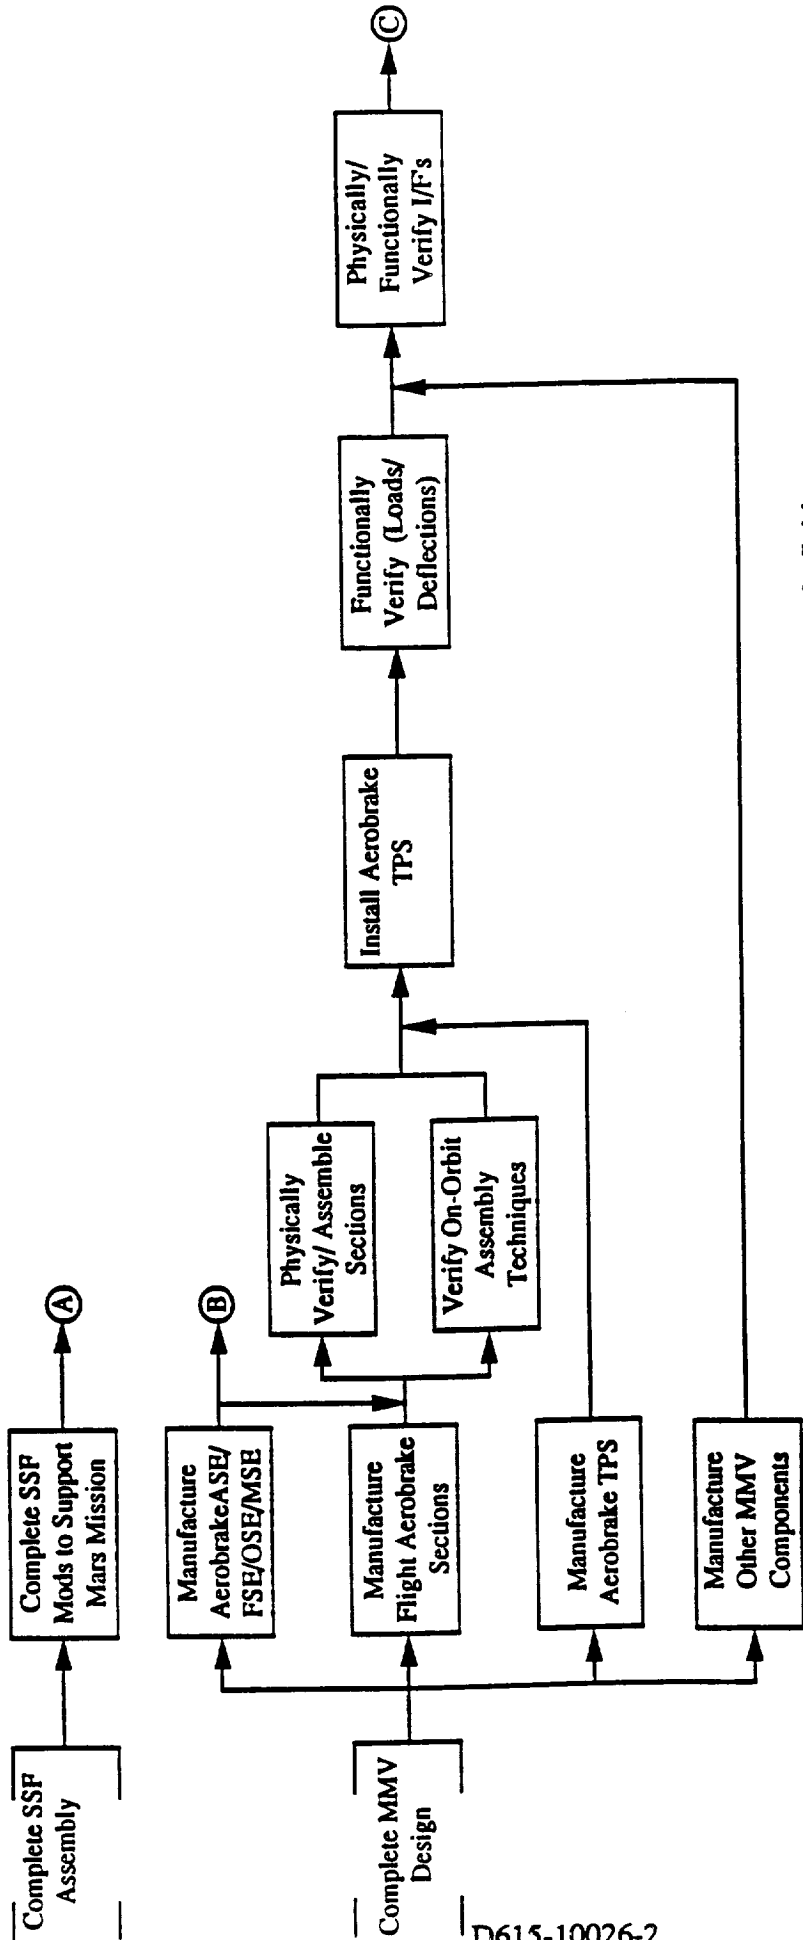 Complete SSF
Assembly
Complete SSF
Mods to Support
Mars Mission
A
Complete MMV
Design
Manufacture
AerobrakeASE/
FSE/OSE/MSE
B
Manufacture
Flight Aerobrake
Sections
Manufacture
Aerobrake TPS
Manufacture
Other MMV
Components
Physically
Verify/ Assemble
Sections
Verify On-Orbit
Assembly
Techniques
Install Aerobrake
TPS
Functionally
Verify (Loads/
Deflections)
Physically/
Functionally
Verify I/F's
C
D615-10026-2